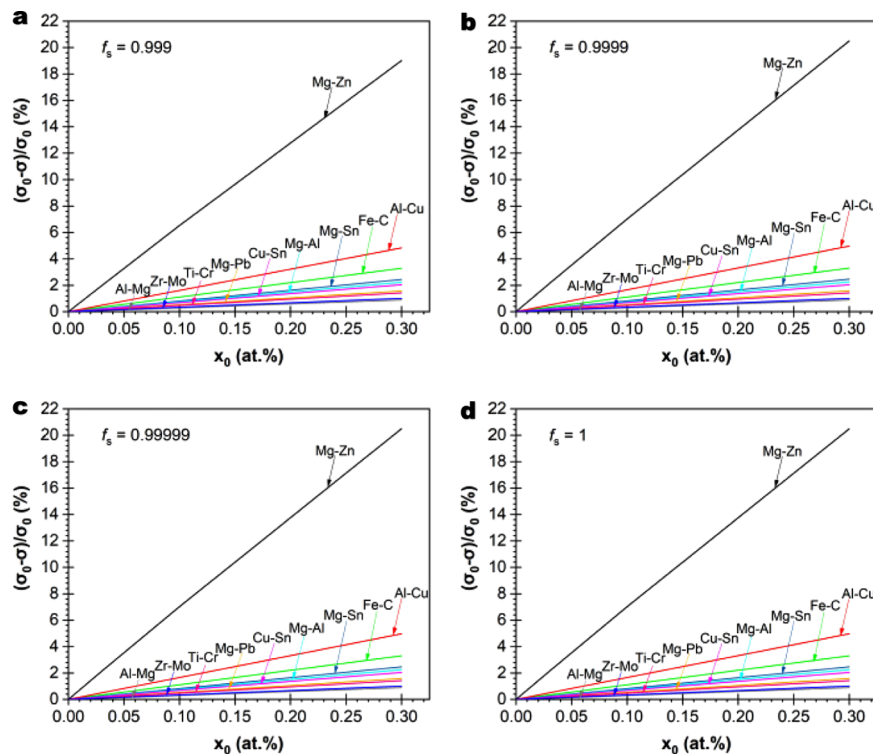 a
f_s = 0.999
(σ₀-σ)/σ₀ (%)
22
20
18
16
14
12
10
8
6
4
2
0
Mg-Zn
Al-Cu
Fe-C
Mg-Sn
Mg-Al
Cu-Sn
Mg-Pb
Ti-Cr
Zr-Mo
Al-Mg
0.00 0.05 0.10 0.15 0.20 0.25 0.30
x₀ (at.%)
b
f_s = 0.9999
(σ₀-σ)/σ₀ (%)
22
20
18
16
14
12
10
8
6
4
2
0
Mg-Zn
Al-Cu
Fe-C
Mg-Sn
Mg-Al
Cu-Sn
Mg-Pb
Ti-Cr
Zr-Mo
Al-Mg
0.00 0.05 0.10 0.15 0.20 0.25 0.30
x₀ (at.%)
c
f_s = 0.99999
(σ₀-σ)/σ₀ (%)
22
20
18
16
14
12
10
8
6
4
2
0
Mg-Zn
Al-Cu
Fe-C
Mg-Sn
Mg-Al
Cu-Sn
Mg-Pb
Ti-Cr
Zr-Mo
Al-Mg
0.00 0.05 0.10 0.15 0.20 0.25 0.30
x₀ (at.%)
d
f_s = 1
(σ₀-σ)/σ₀ (%)
22
20
18
16
14
12
10
8
6
4
2
0
Mg-Zn
Al-Cu
Fe-C
Mg-Sn
Mg-Al
Cu-Sn
Mg-Pb
Ti-Cr
Zr-Mo
Al-Mg
0.00 0.05 0.10 0.15 0.20 0.25 0.30
x₀ (at.%)